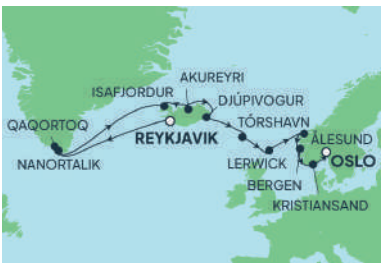 AKUREYRI
ISAFJORDUR
DJÚPIVOGUR
QAQORTOQ
TÓRSHAVN
REYKJAVIK
ÅLESUND
NANORTALIK
LERWICK
OSLO
BERGEN
KRISTIANSAND